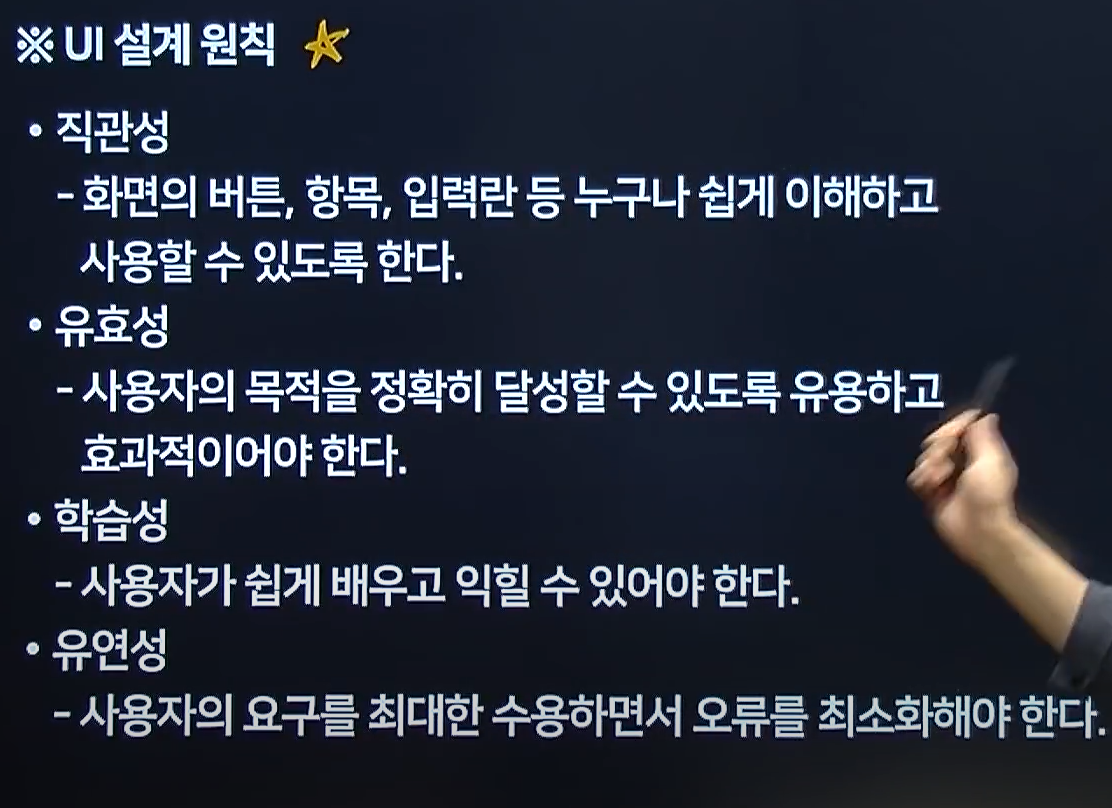 ※ UI 설계 원칙
• 직관성
- 화면의 버튼, 항목, 입력란 등 누구나 쉽게 이해하고
사용할 수 있도록 한다.
• 유효성
- 사용자의 목적을 정확히 달성할 수 있도록 유용하고
효과적이어야 한다.
• 학습성
- 사용자가 쉽게 배우고 익힐 수 있어야 한다.
• 유연성
- 사용자의 요구를 최대한 수용하면서 오류를 최소화해야 한다.